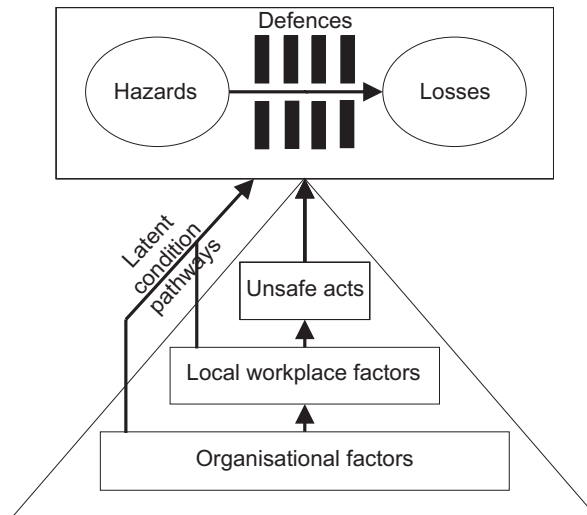 Defences
Hazards
Losses
Latent
condition
pathways
Unsafe acts
Local workplace factors
Organisational factors